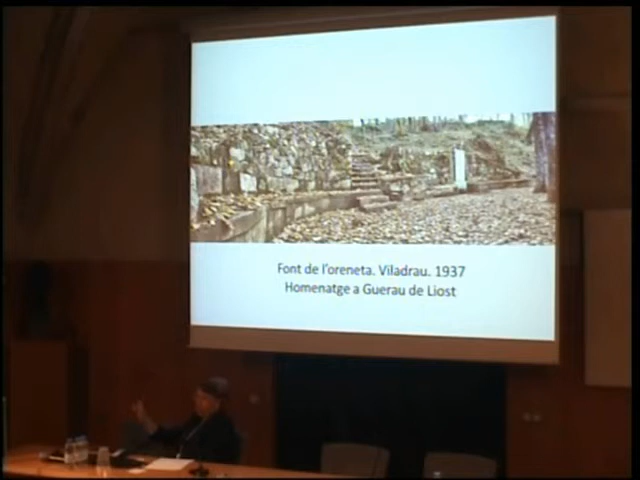 Font de l'oreneta. Viladrau. 1937
Homenatge a Guerau de Liost